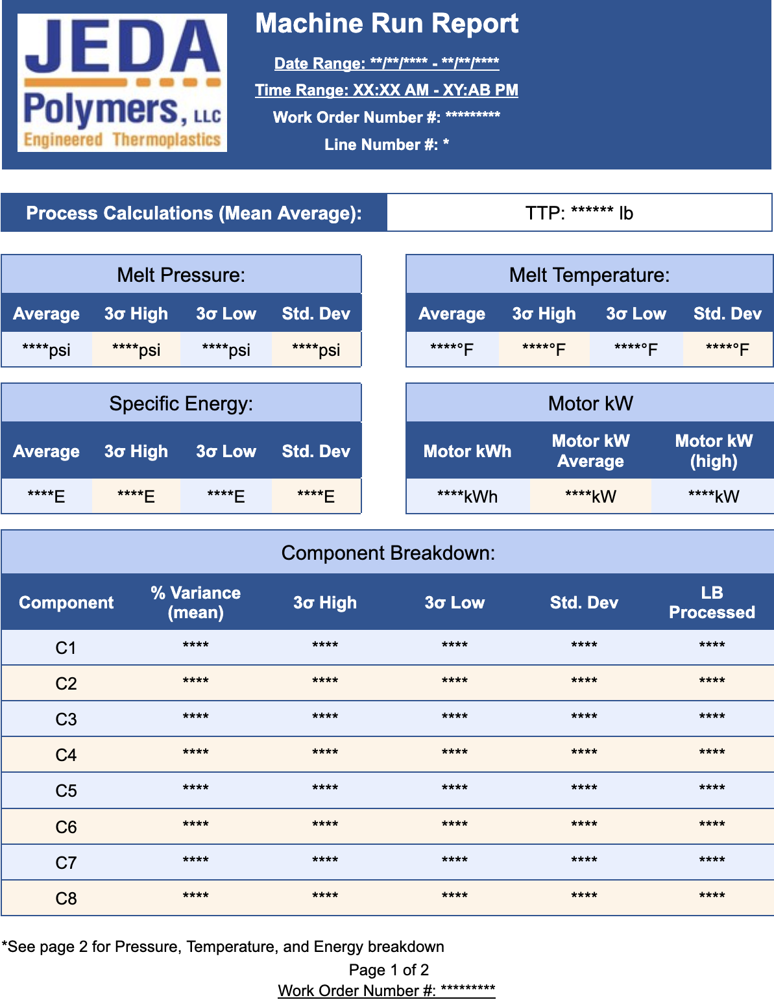 JEDA
Polymers, LLC
Engineered Thermoplastics
Machine Run Report
Date Range: **/**/**** - **/**/****
Time Range: XX:XX AM - XY:AB PM
Work Order Number #: *********
Line Number #: *
Process Calculations (Mean Average): TTP: ****** lb
Melt Pressure:
Average 3σ High 3σ Low Std. Dev
****psi ****psi ****psi ****psi
Melt Temperature:
Average 3σ High 3σ Low Std. Dev
****°F ****°F ****°F ****°F
Specific Energy:
Average 3σ High 3σ Low Std. Dev
****E ****E ****E ****E
Motor kW
Motor kWh Motor kW Average Motor kW (high)
****kWh ****kW ****kW
Component Breakdown:
Component % Variance (mean) 3σ High 3σ Low Std. Dev LB Processed
C1 **** **** **** **** ****
C2 **** **** **** **** ****
C3 **** **** **** **** ****
C4 **** **** **** **** ****
C5 **** **** **** **** ****
C6 **** **** **** **** ****
C7 **** **** **** **** ****
C8 **** **** **** **** ****
*See page 2 for Pressure, Temperature, and Energy breakdown
Page 1 of 2
Work Order Number #: *********